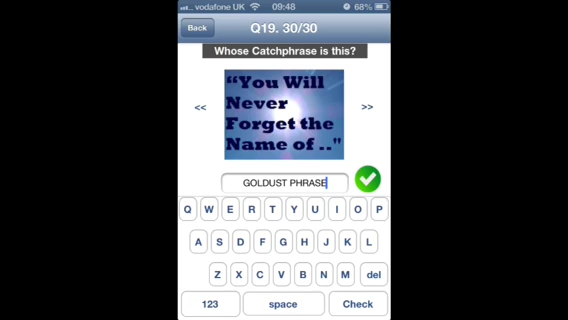 vodafone UK 09:48 68%
Back Q19. 30/30
Whose Catchphrase is this?
<< >>
“You Will
Never
Forget the
Name of .."
GOLDUST PHRASE
Q W E R T Y U I O P
A S D F G H J K L
Z X C V B N M del
123 space Check